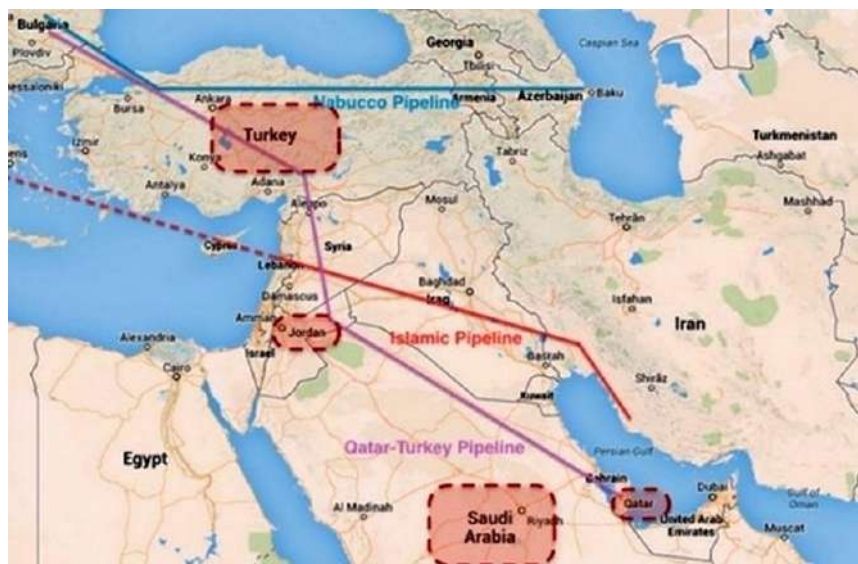 Bulgaria
Plovdiv
Georgia
Tbilisi
Caspian Sea
hessaloniki
Bursa
Ankara
Nabucco Pipeline
Armenia
Azerbaijan
Baku
Turkmenistan
Ashgabat
Izmir
Turkey
Konya
Tabriz
Antalya
Adana
Mashhad
Aleppo
Mosul
Tehrān
Cyprus
Syria
Lebanon
Damascus
Baghdad
Iraq
Isfahan
Amman
Jordan
Iran
Alexandria
Israel
Islamic Pipeline
Basrah
Cairo
Kuwait
Shirāz
Egypt
Qatar-Turkey Pipeline
Persian Gulf
Bahrain
Dubai
Gulf of
Oman
Al Madinah
Saudi
Arabia
Riyadh
Qatar
United Arab
Emirates
Muscat